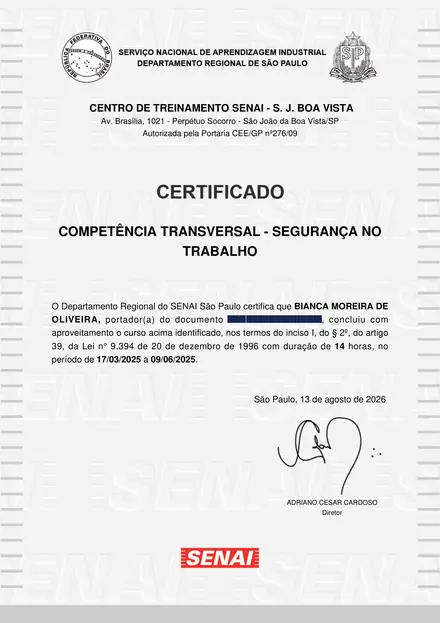 REPÚBLICA FEDERATIVA DO BRASIL
SERVIÇO NACIONAL DE APRENDIZAGEM INDUSTRIAL
DEPARTAMENTO REGIONAL DE SÃO PAULO
SP
CENTRO DE TREINAMENTO SENAI - S. J. BOA VISTA
Av. Brasília, 1021 - Perpétuo Socorro - São João da Boa Vista/SP
Autorizada pela Portaria CEE/GP nº276/09
CERTIFICADO
COMPETÊNCIA TRANSVERSAL - SEGURANÇA NO
TRABALHO
O Departamento Regional do SENAI São Paulo certifica que BIANCA MOREIRA DE
OLIVEIRA, portador(a) do documento , concluiu com
aproveitamento o curso acima identificado, nos termos do inciso I, do § 2º, do artigo
39, da Lei n° 9.394 de 20 de dezembro de 1996 com duração de 14 horas, no
período de 17/03/2025 a 09/06/2025.
São Paulo, 13 de agosto de 2026
ADRIANO CESAR CARDOSO
Diretor
SENAI